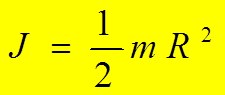 J = 1/2 m R²